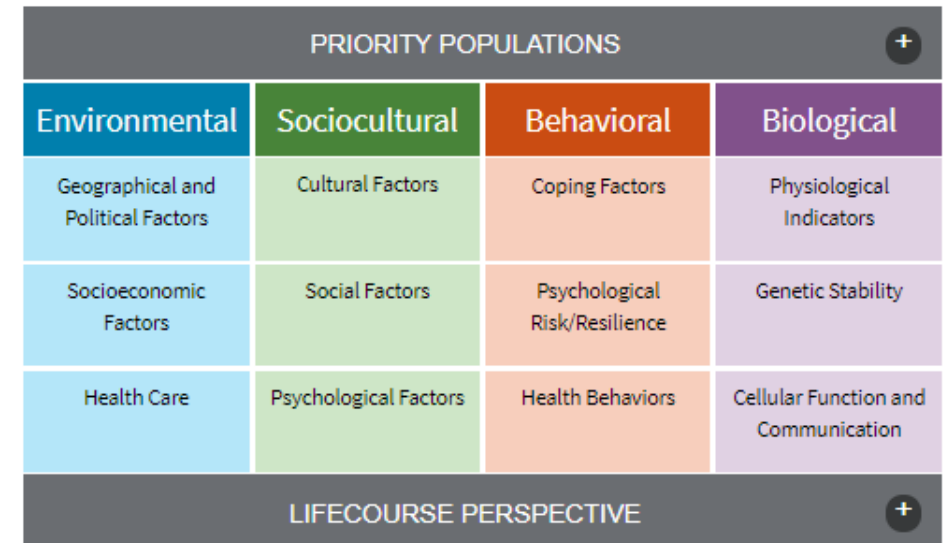 PRIORITY POPULATIONS +
Environmental Sociocultural Behavioral Biological
Geographical and Political Factors
Cultural Factors
Coping Factors
Physiological Indicators
Socioeconomic Factors
Social Factors
Psychological Risk/Resilience
Genetic Stability
Health Care
Psychological Factors
Health Behaviors
Cellular Function and Communication
LIFECOURSE PERSPECTIVE +